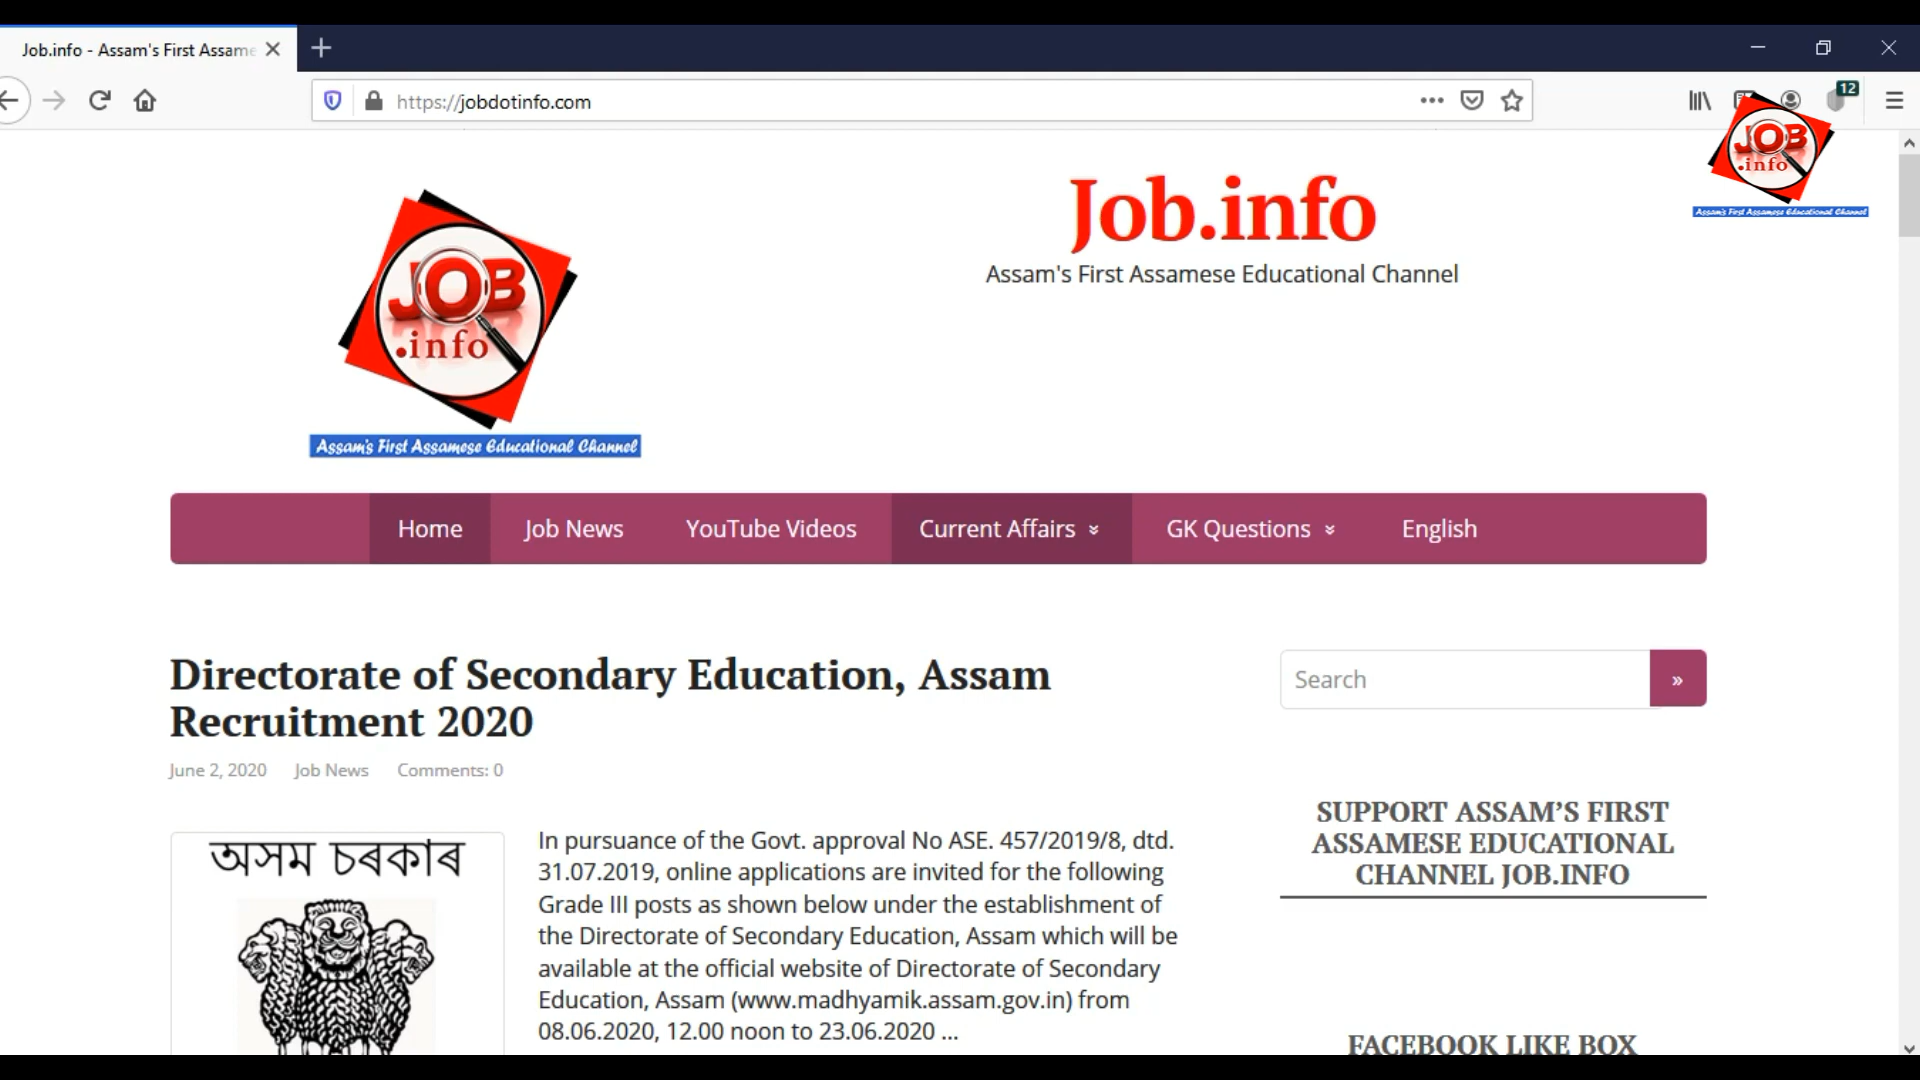 Job.info - Assam's First Assame
https://jobdotinfo.com
12
JOB
.info
Assam's First Assamese Educational Channel
JOB
.info
Assam's First Assamese Educational Channel
Job.info
Assam's First Assamese Educational Channel
Home Job News YouTube Videos Current Affairs GK Questions English
Directorate of Secondary Education, Assam
Recruitment 2020
June 2, 2020 Job News Comments: 0
অসম চৰকাৰ
In pursuance of the Govt. approval No ASE. 457/2019/8, dtd.
31.07.2019, online applications are invited for the following
Grade III posts as shown below under the establishment of
the Directorate of Secondary Education, Assam which will be
available at the official website of Directorate of Secondary
Education, Assam (www.madhyamik.assam.gov.in) from
08.06.2020, 12.00 noon to 23.06.2020 ...
Search »
SUPPORT ASSAM’S FIRST
ASSAMESE EDUCATIONAL
CHANNEL JOB.INFO
FACEBOOK LIKE BOX